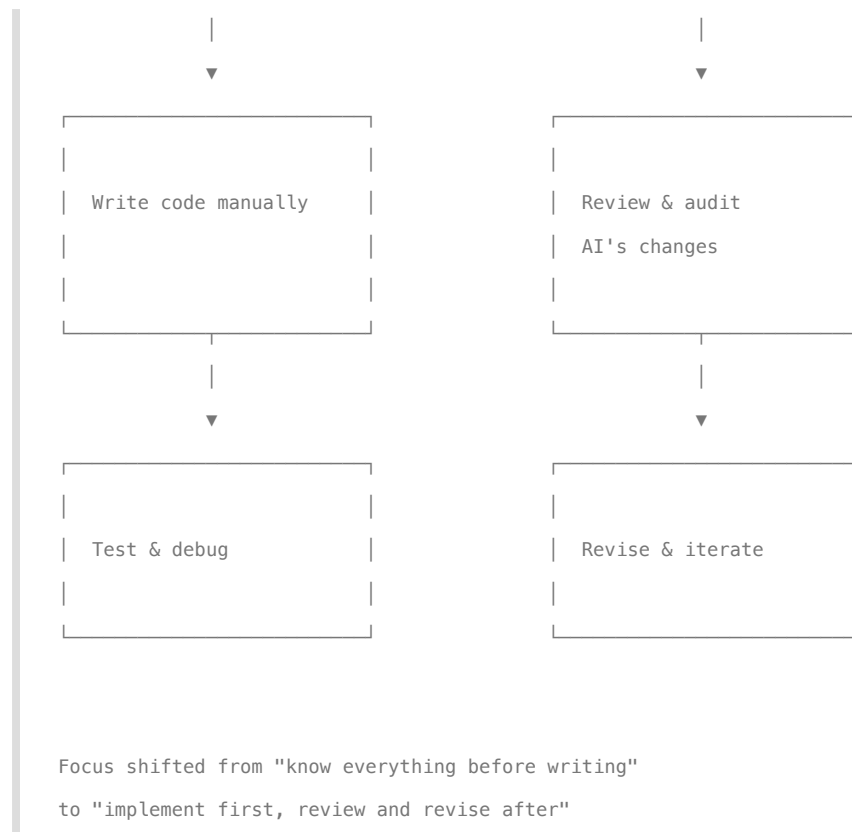 Write code manually
Review & audit
AI's changes
Test & debug
Revise & iterate
Focus shifted from "know everything before writing"
to "implement first, review and revise after"